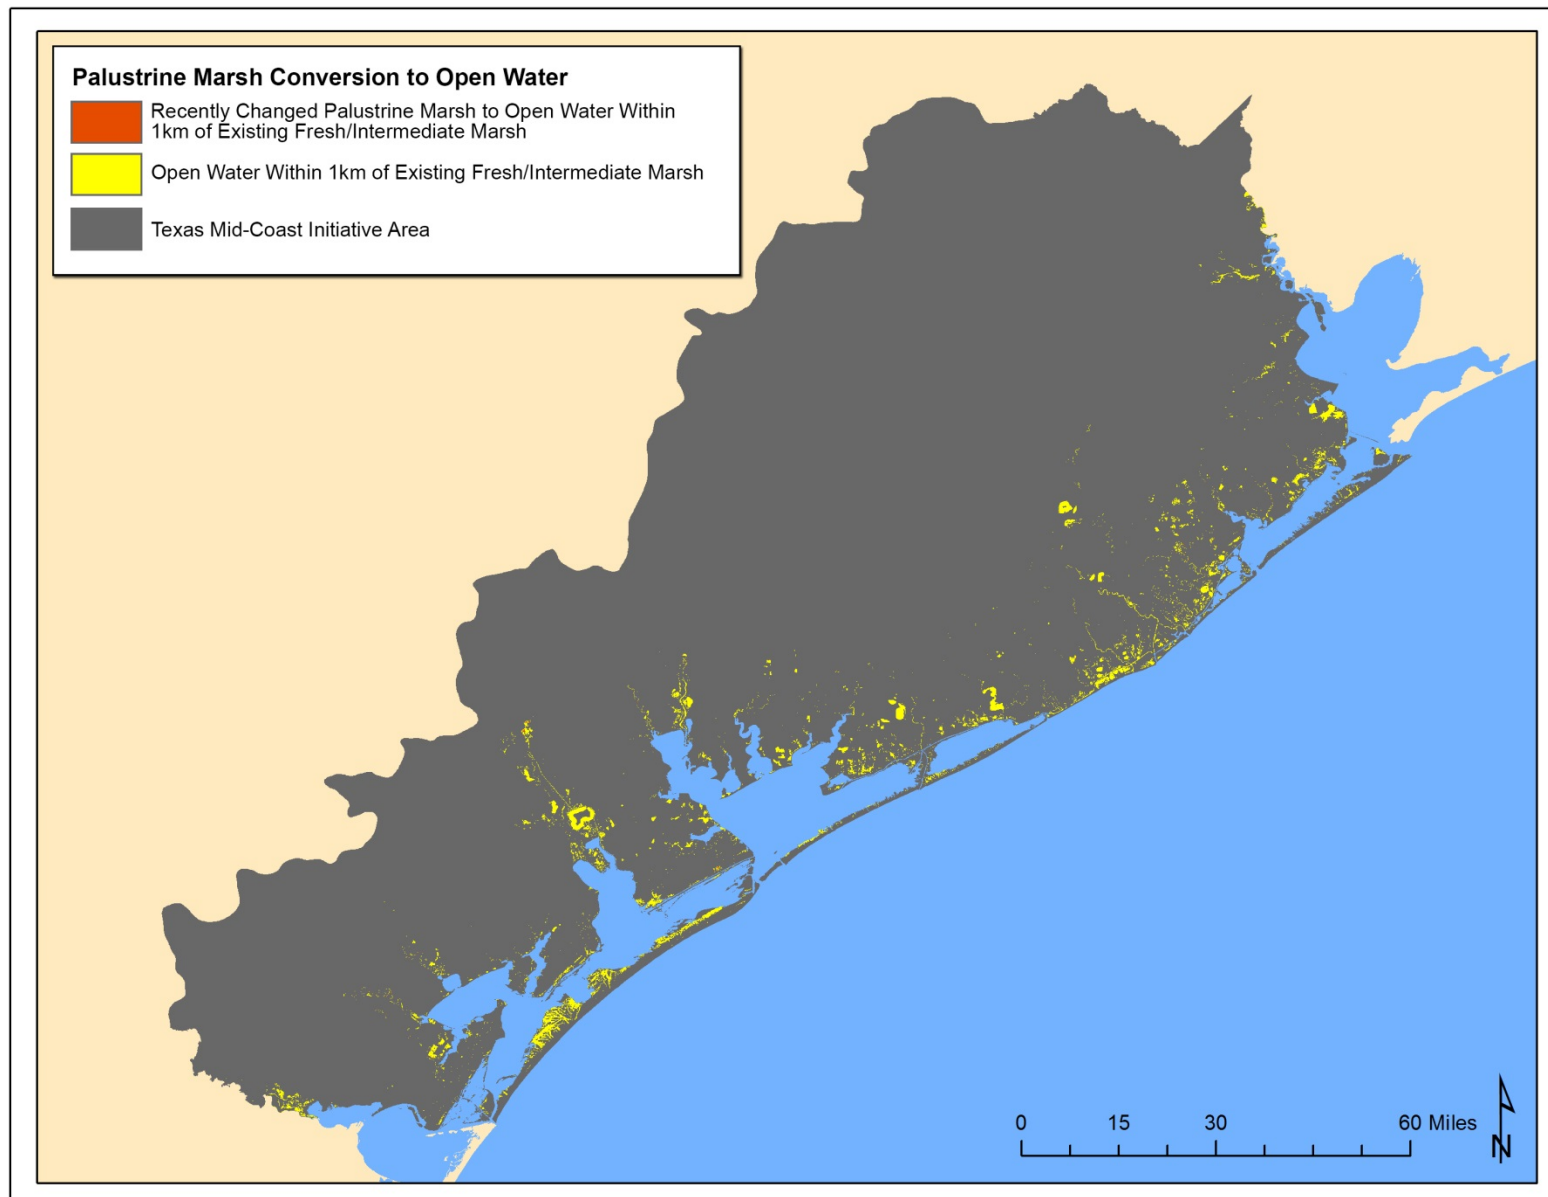 Palustrine Marsh Conversion to Open Water
Recently Changed Palustrine Marsh to Open Water Within
1km of Existing Fresh/Intermediate Marsh
Open Water Within 1km of Existing Fresh/Intermediate Marsh
Texas Mid-Coast Initiative Area
0 15 30 60 Miles
N